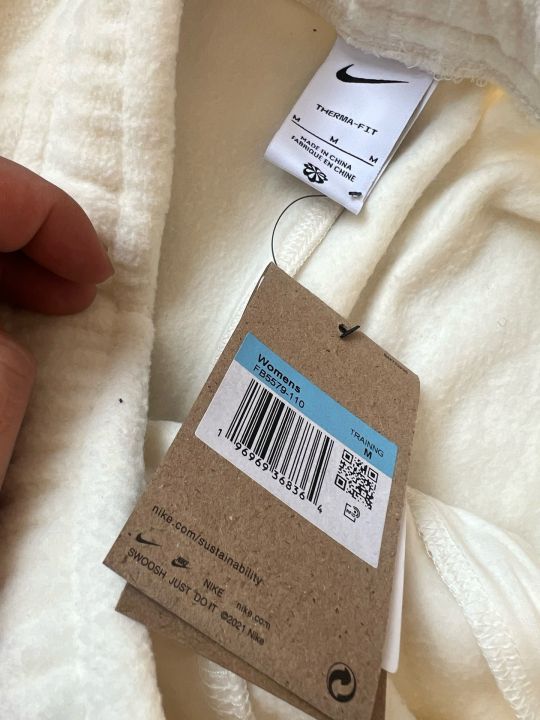 THERMA-FIT
M M M
MADE IN CHINA
FABRIQUÉ EN CHINE
Womens
FB5579-110
TRAINNG
M
1 96969 36836 4
nike.com/sustainability
NIKE nike.com
SWOOSH JUST DO IT ©2021 Nike